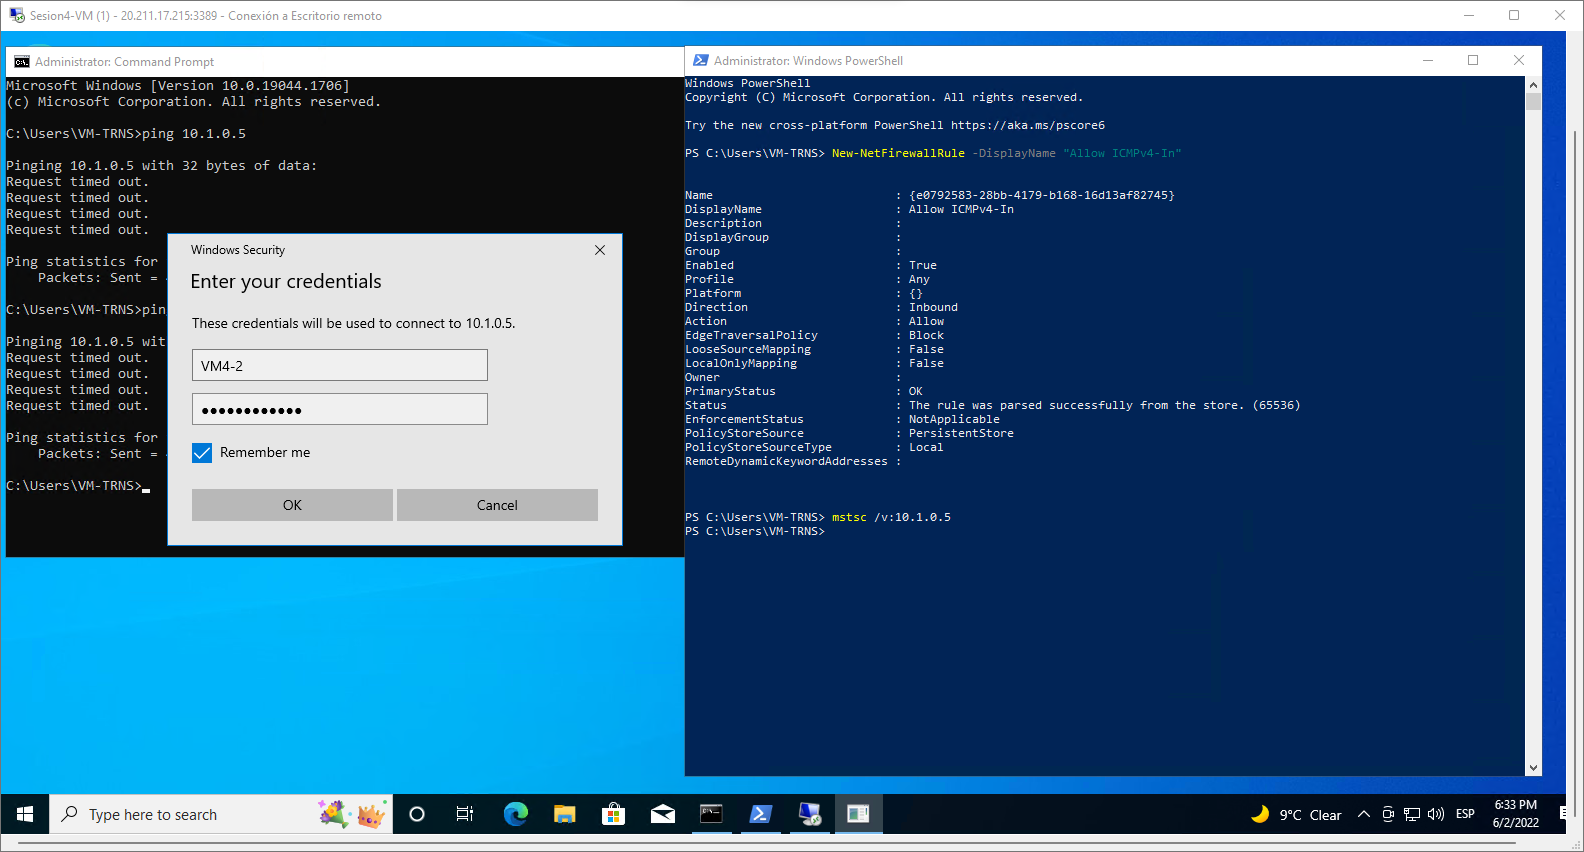 Sesion4-VM (1) - 20.211.17.215:3389 - Conexión a Escritorio remoto
Administrator: Command Prompt
Microsoft Windows [Version 10.0.19044.1706]
(c) Microsoft Corporation. All rights reserved.
C:\Users\VM-TRNS>ping 10.1.0.5
Pinging 10.1.0.5 with 32 bytes of data:
Request timed out.
Request timed out.
Request timed out.
Request timed out.
Ping statistics for
Packets: Sent =
C:\Users\VM-TRNS>pin
Pinging 10.1.0.5 wit
Request timed out.
Request timed out.
Request timed out.
Request timed out.
Ping statistics for
Packets: Sent =
C:\Users\VM-TRNS>
Windows Security
Enter your credentials
These credentials will be used to connect to 10.1.0.5.
VM4-2
●●●●●●●●●●●●
Remember me
OK
Cancel
Administrator: Windows PowerShell
Windows PowerShell
Copyright (C) Microsoft Corporation. All rights reserved.
Try the new cross-platform PowerShell https://aka.ms/pscore6
PS C:\Users\VM-TRNS> New-NetFirewallRule -DisplayName "Allow ICMPv4-In"
Name : {e0792583-28bb-4179-b168-16d13af82745}
DisplayName : Allow ICMPv4-In
Description :
DisplayGroup :
Group :
Enabled : True
Profile : Any
Platform : {}
Direction : Inbound
Action : Allow
EdgeTraversalPolicy : Block
LooseSourceMapping : False
LocalOnlyMapping : False
Owner :
PrimaryStatus : OK
Status : The rule was parsed successfully from the store. (65536)
EnforcementStatus : NotApplicable
PolicyStoreSource : PersistentStore
PolicyStoreSourceType : Local
RemoteDynamicKeywordAddresses :
PS C:\Users\VM-TRNS> mstsc /v:10.1.0.5
PS C:\Users\VM-TRNS>
Type here to search
9°C Clear
ESP
6:33 PM
6/2/2022